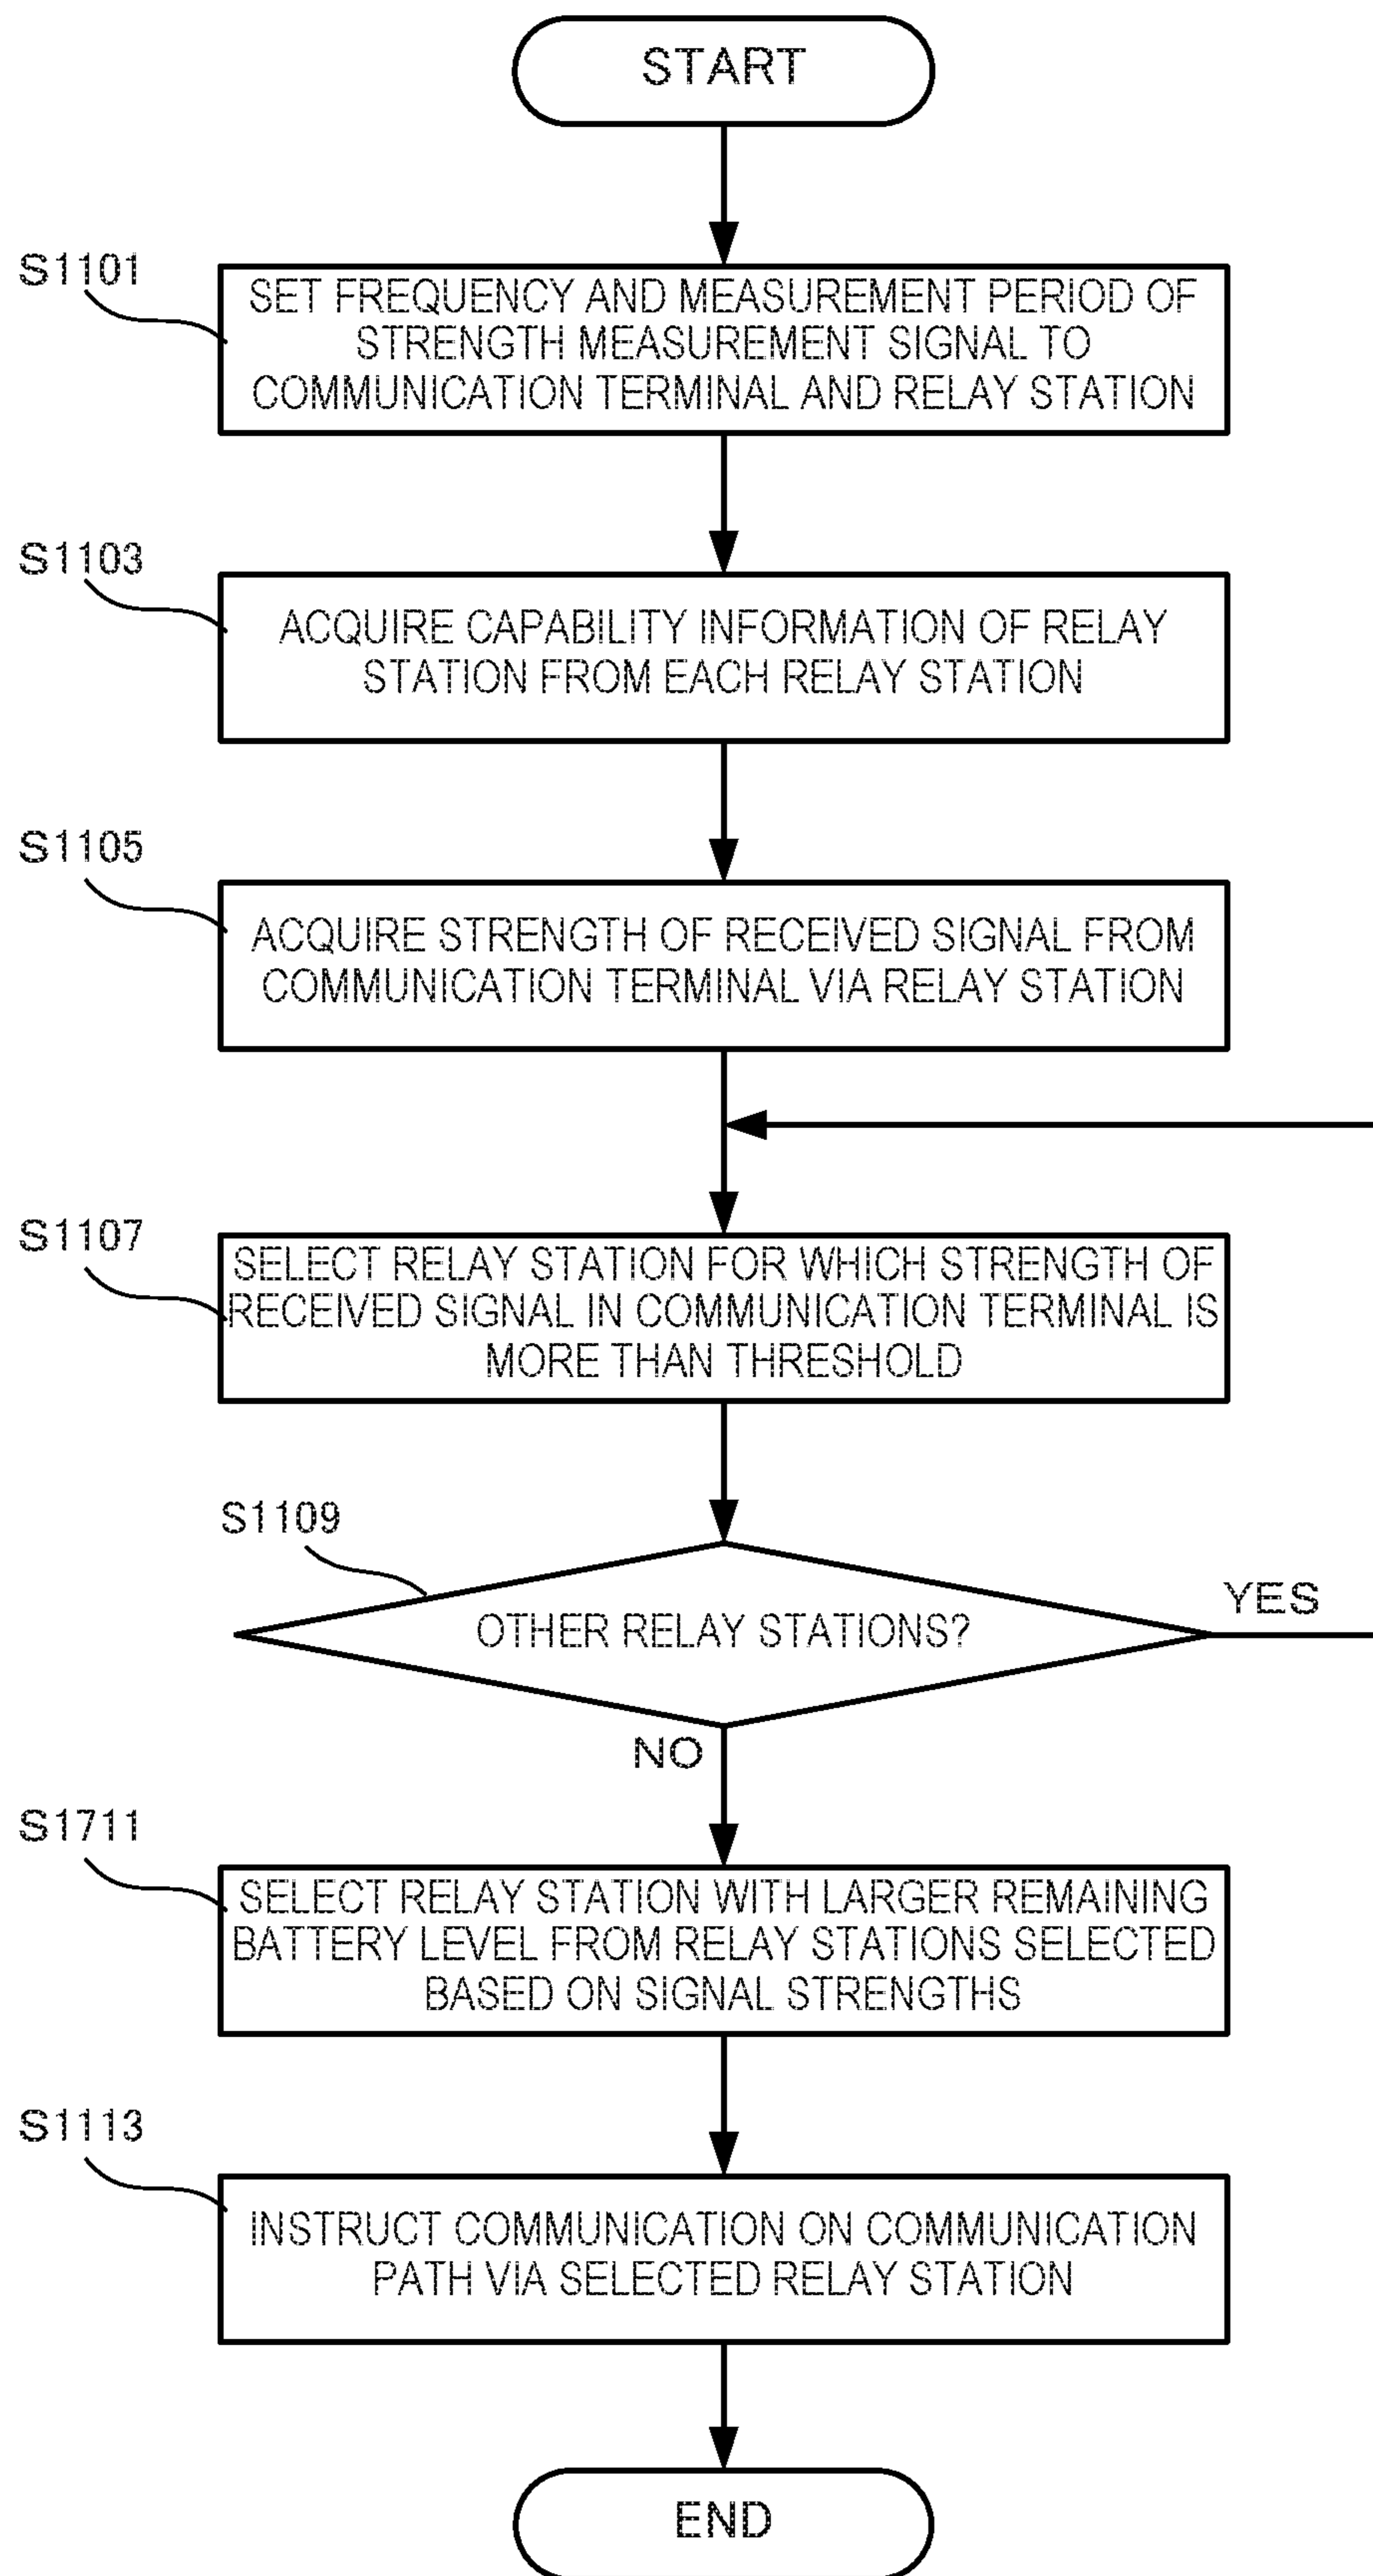 START
S1101
SET FREQUENCY AND MEASUREMENT PERIOD OF
STRENGTH MEASUREMENT SIGNAL TO
COMMUNICATION TERMINAL AND RELAY STATION
S1103
ACQUIRE CAPABILITY INFORMATION OF RELAY
STATION FROM EACH RELAY STATION
S1105
ACQUIRE STRENGTH OF RECEIVED SIGNAL FROM
COMMUNICATION TERMINAL VIA RELAY STATION
S1107
SELECT RELAY STATION FOR WHICH STRENGTH OF
RECEIVED SIGNAL IN COMMUNICATION TERMINAL IS
MORE THAN THRESHOLD
S1109
OTHER RELAY STATIONS?
YES
NO
S1711
SELECT RELAY STATION WITH LARGER REMAINING
BATTERY LEVEL FROM RELAY STATIONS SELECTED
BASED ON SIGNAL STRENGTHS
S1113
INSTRUCT COMMUNICATION ON COMMUNICATION
PATH VIA SELECTED RELAY STATION
END